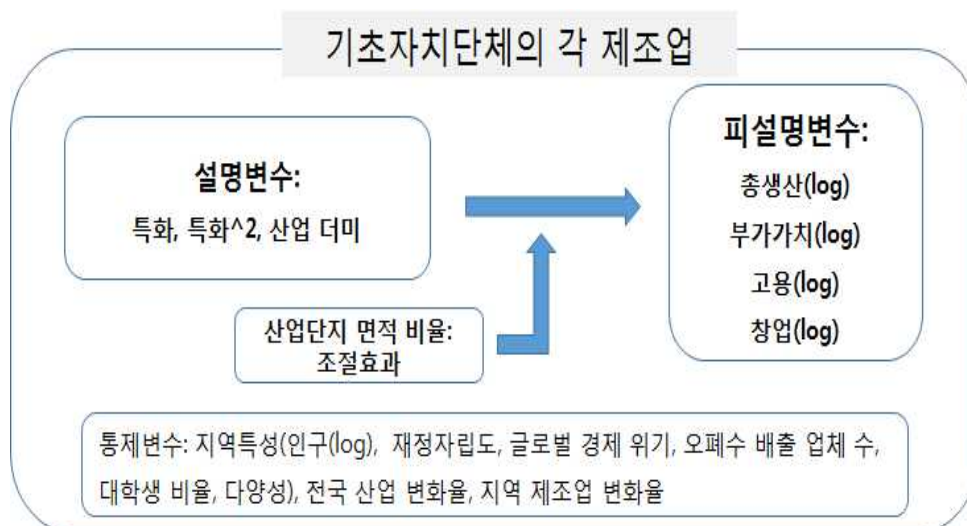 기초자치단체의 각 제조업
설명변수:
특화, 특화^2, 산업 더미
피설명변수:
총생산(log)
부가가치(log)
고용(log)
창업(log)
산업단지 면적 비율:
조절효과
통제변수: 지역특성(인구(log), 재정자립도, 글로벌 경제 위기, 오폐수 배출 업체 수,
대학생 비율, 다양성), 전국 산업 변화율, 지역 제조업 변화율